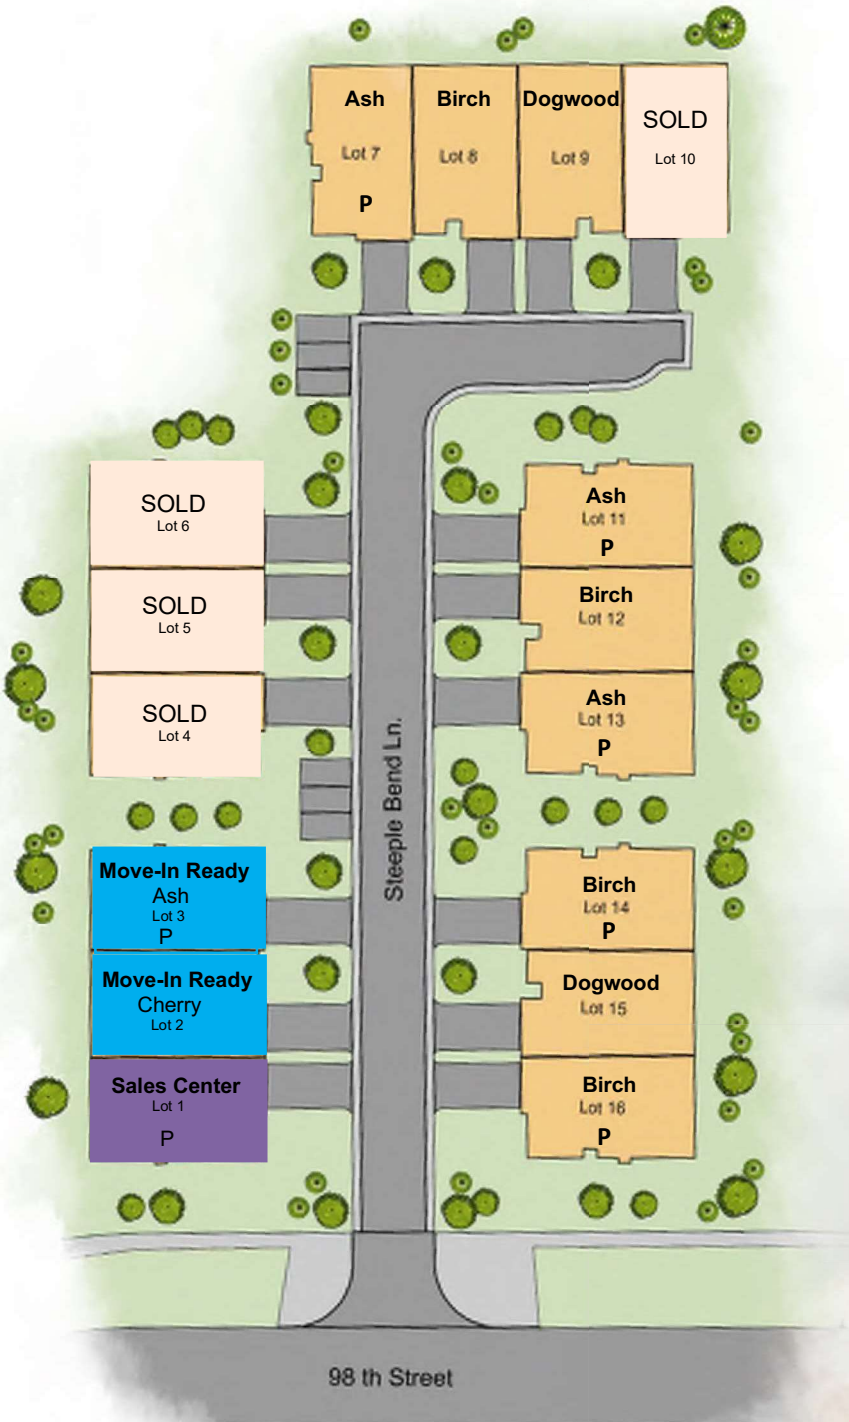 Ash
Lot 7
P
Birch
Lot 8
Dogwood
Lot 9
SOLD
Lot 10
SOLD
Lot 6
SOLD
Lot 5
SOLD
Lot 4
Move-In Ready
Ash
Lot 3
P
Move-In Ready
Cherry
Lot 2
Sales Center
Lot 1
P
Steeple Bend Ln.
Ash
Lot 11
P
Birch
Lot 12
Ash
Lot 13
P
Birch
Lot 14
P
Dogwood
Lot 15
Birch
Lot 16
P
98 th Street